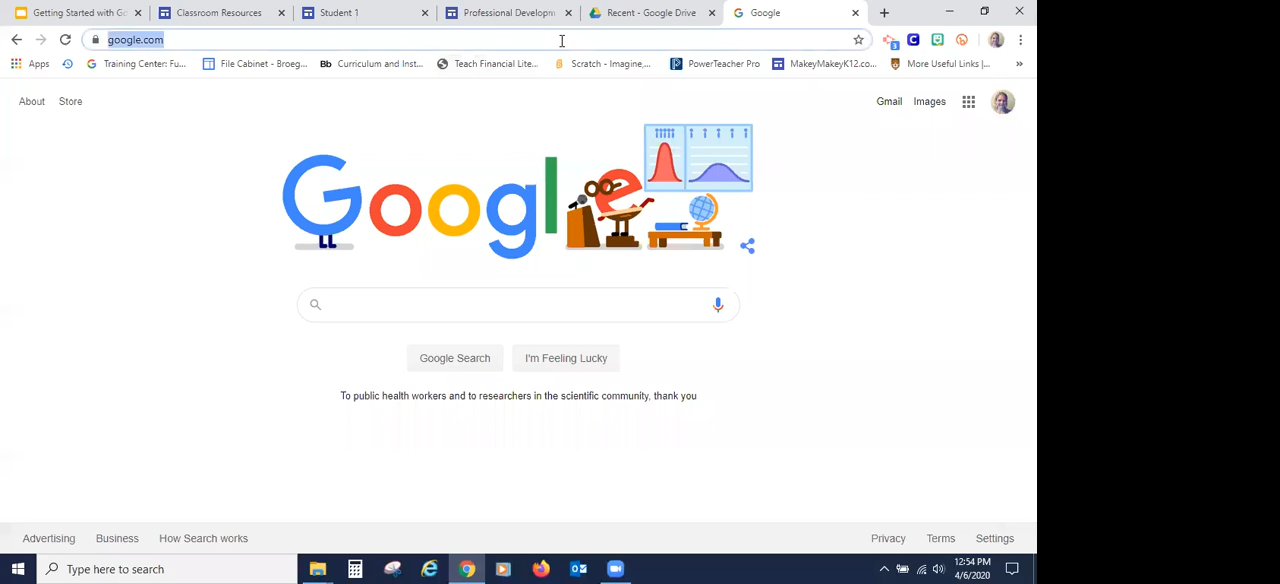 Getting Started with Go
Classroom Resources
Student 1
Professional Developm
Recent - Google Drive
Google
google.com
3
Apps
Training Center: Fu...
File Cabinet - Broeg...
Bb Curriculum and Inst...
Teach Financial Lite...
Scratch - Imagine,...
PowerTeacher Pro
MakeyMakeyK12.co...
More Useful Links |...
»
About Store
Gmail Images
Google
Google Search I'm Feeling Lucky
To public health workers and to researchers in the scientific community, thank you
Advertising Business How Search works
Privacy Terms Settings
Type here to search
12:54 PM
4/6/2020